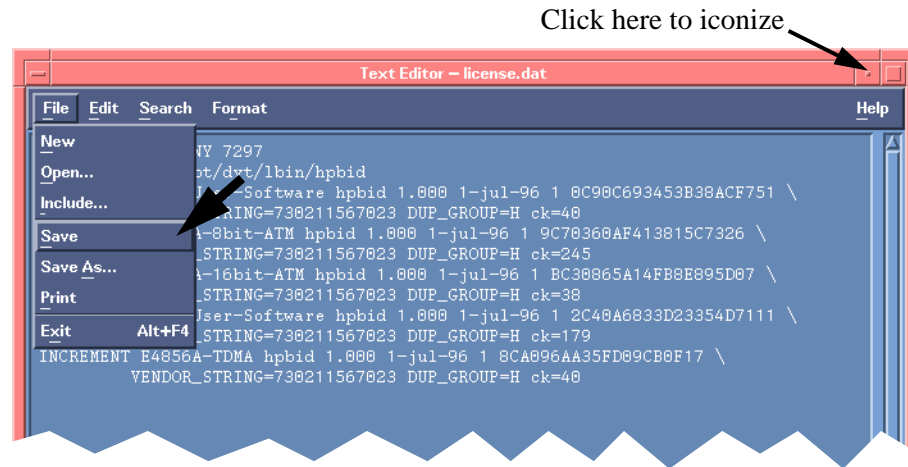 Click here to iconize
Text Editor – license.dat
File Edit Search Format Help
New
Open...
Include...
Save
Save As...
Print
Exit Alt+F4
NY 7297
pt/dvt/lbin/hpbid
User-Software hpbid 1.000 1-jul-96 1 0C90C693453B38ACF751 \
_STRING=730211567023 DUP_GROUP=H ck=40
A-8bit-ATM hpbid 1.000 1-jul-96 1 9C70360AF413815C7326 \
_STRING=730211567023 DUP_GROUP=H ck=245
A-16bit-ATM hpbid 1.000 1-jul-96 1 BC30865A14FB8E895D07 \
_STRING=730211567023 DUP_GROUP=H ck=38
User-Software hpbid 1.000 1-jul-96 1 2C40A6833D23354D7111 \
_STRING=730211567023 DUP_GROUP=H ck=179
INCREMENT E4856A-TDMA hpbid 1.000 1-jul-96 1 8CA096AA35FD09CB0F17 \
VENDOR_STRING=730211567023 DUP_GROUP=H ck=40